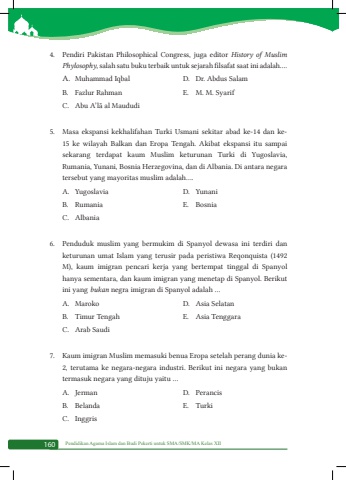 4. Pendiri Pakistan Philosophical Congress, juga editor History of Muslim
Phylosophy, salah satu buku terbaik untuk sejarah filsafat saat ini adalah....
A. Muhammad Iqbal D. Dr. Abdus Salam
B. Fazlur Rahman E. M. M. Syarif
C. Abu A'lā al Maududi
5. Masa ekspansi kekhalifahan Turki Usmani sekitar abad ke-14 dan ke-
15 ke wilayah Balkan dan Eropa Tengah. Akibat ekspansi itu sampai
sekarang terdapat kaum Muslim keturunan Turki di Yugoslavia,
Rumania, Yunani, Bosnia Herzegovina, dan di Albania. Di antara negara
tersebut yang mayoritas muslim adalah....
A. Yugoslavia D. Yunani
B. Rumania E. Bosnia
C. Albania
6. Penduduk muslim yang bermukim di Spanyol dewasa ini terdiri dan
keturunan umat Islam yang terusir pada peristiwa Reqonquista (1492
M), kaum imigran pencari kerja yang bertempat tinggal di Spanyol
hanya sementara, dan kaum imigran yang menetap di Spanyol. Berikut
ini yang bukan negra imigran di Spanyol adalah ...
A. Maroko D. Asia Selatan
B. Timur Tengah E. Asia Tenggara
C. Arab Saudi
7. Kaum imigran Muslim memasuki benua Eropa setelah perang dunia ke-
2, terutama ke negara-negara industri. Berikut ini negara yang bukan
termasuk negara yang dituju yaitu ...
A. Jerman D. Perancis
B. Belanda E. Turki
C. Inggris
160 Pendidikan Agama Islam dan Budi Pekerti untuk SMA/SMK/MA Kelas XII